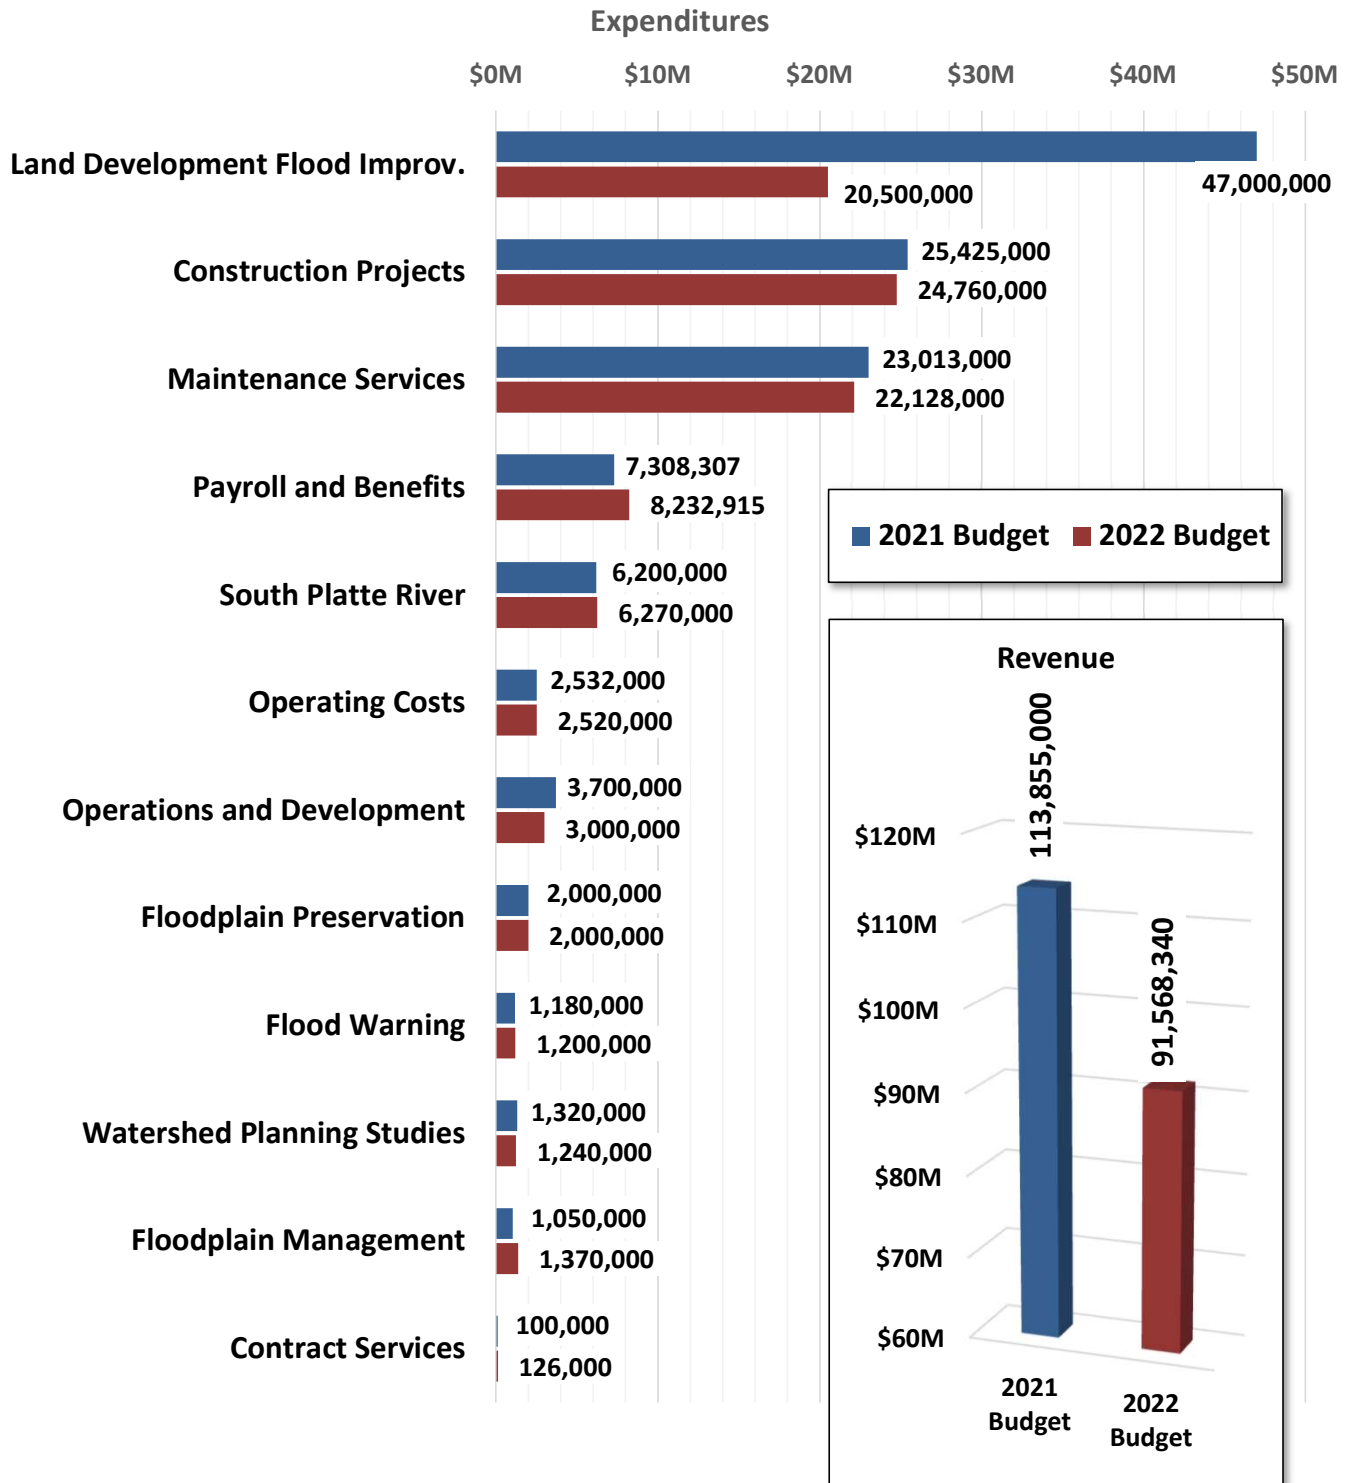 Expenditures
$0M $10M $20M $30M $40M $50M
Land Development Flood Improv.
47,000,000
20,500,000
Construction Projects
25,425,000
24,760,000
Maintenance Services
23,013,000
22,128,000
Payroll and Benefits
7,308,307
8,232,915
2021 Budget 2022 Budget
South Platte River
6,200,000
6,270,000
Operating Costs
2,532,000
2,520,000
Operations and Development
3,700,000
3,000,000
Floodplain Preservation
2,000,000
2,000,000
Flood Warning
1,180,000
1,200,000
Watershed Planning Studies
1,320,000
1,240,000
Floodplain Management
1,050,000
1,370,000
Contract Services
100,000
126,000
Revenue
113,855,000
91,568,340
$120M
$110M
$100M
$90M
$80M
$70M
$60M
2021
Budget
2022
Budget